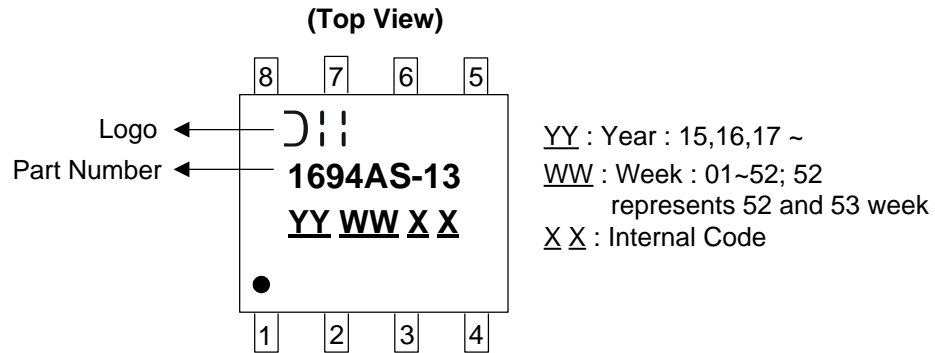 (Top View)
8 7 6 5
Logo
Part Number
1694AS-13
YY WW X X
1 2 3 4
YY : Year : 15,16,17 ~
WW : Week : 01~52; 52
represents 52 and 53 week
X X : Internal Code